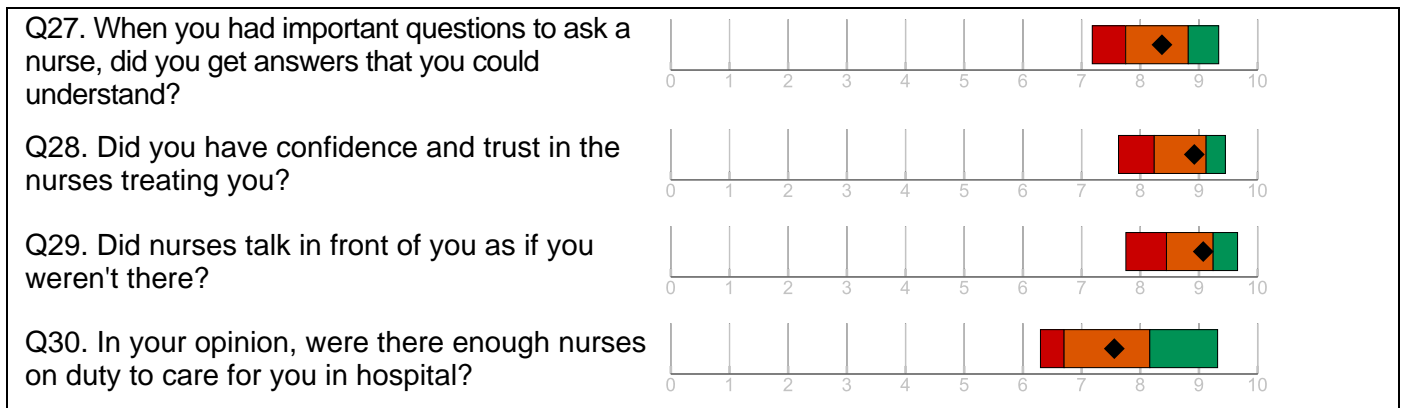 Q27. When you had important questions to ask a
nurse, did you get answers that you could
understand?
0 1 2 3 4 5 6 7 8 9 10
Q28. Did you have confidence and trust in the
nurses treating you?
0 1 2 3 4 5 6 7 8 9 10
Q29. Did nurses talk in front of you as if you
weren't there?
0 1 2 3 4 5 6 7 8 9 10
Q30. In your opinion, were there enough nurses
on duty to care for you in hospital?
0 1 2 3 4 5 6 7 8 9 10